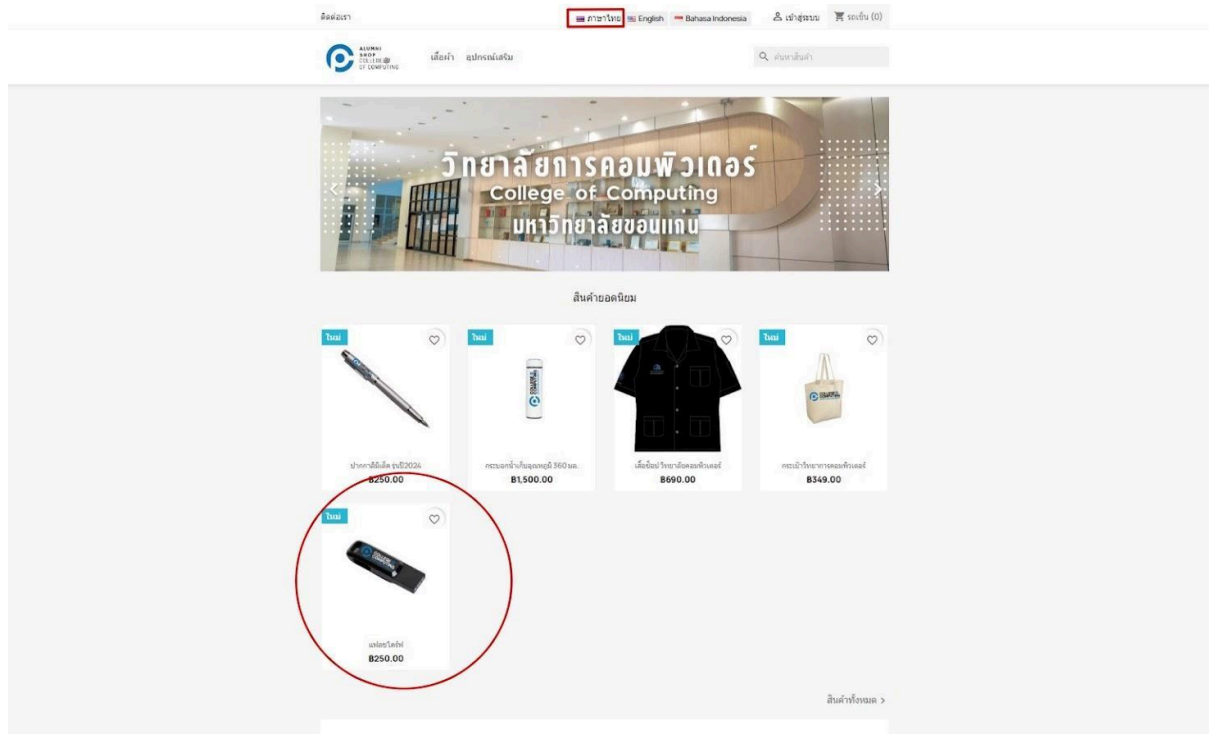 ติดต่อเรา
ภาษาไทย English Bahasa Indonesia
เข้าสู่ระบบ รถเข็น (0)
ALUMNI
SHOP
COLLEGE
OF COMPUTING
เสื้อผ้า อุปกรณ์เสริม
ค้นหาสินค้า
วิทยาลัยการคอมพิวเตอร์
College of Computing
มหาวิทยาลัยขอนแก่น
สินค้ายอดนิยม
ใหม่ ใหม่ ใหม่ ใหม่
ปากกาลิมิเต็ด รุ่นปี2024
฿250.00
กระบอกน้ำเก็บอุณหภูมิ 360 มล.
฿1,500.00
เสื้อช็อป วิทยาลัยคอมพิวเตอร์
฿690.00
กระเป๋าวิทยาการคอมพิวเตอร์
฿349.00
ใหม่
COLLEGE OF
COMPUTING
แฟลชไดร์ฟ
฿250.00
สินค้าทั้งหมด